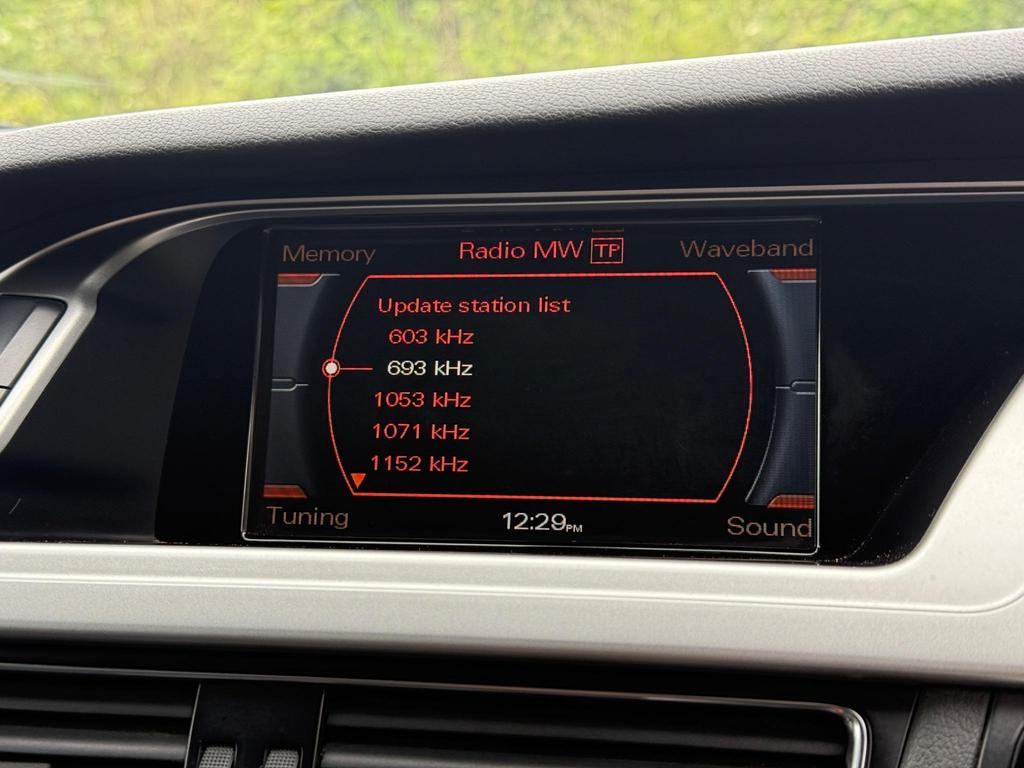 Memory Radio MW TP Waveband
Update station list
603 kHz
693 kHz
1053 kHz
1071 kHz
1152 kHz
Tuning 12:29PM Sound